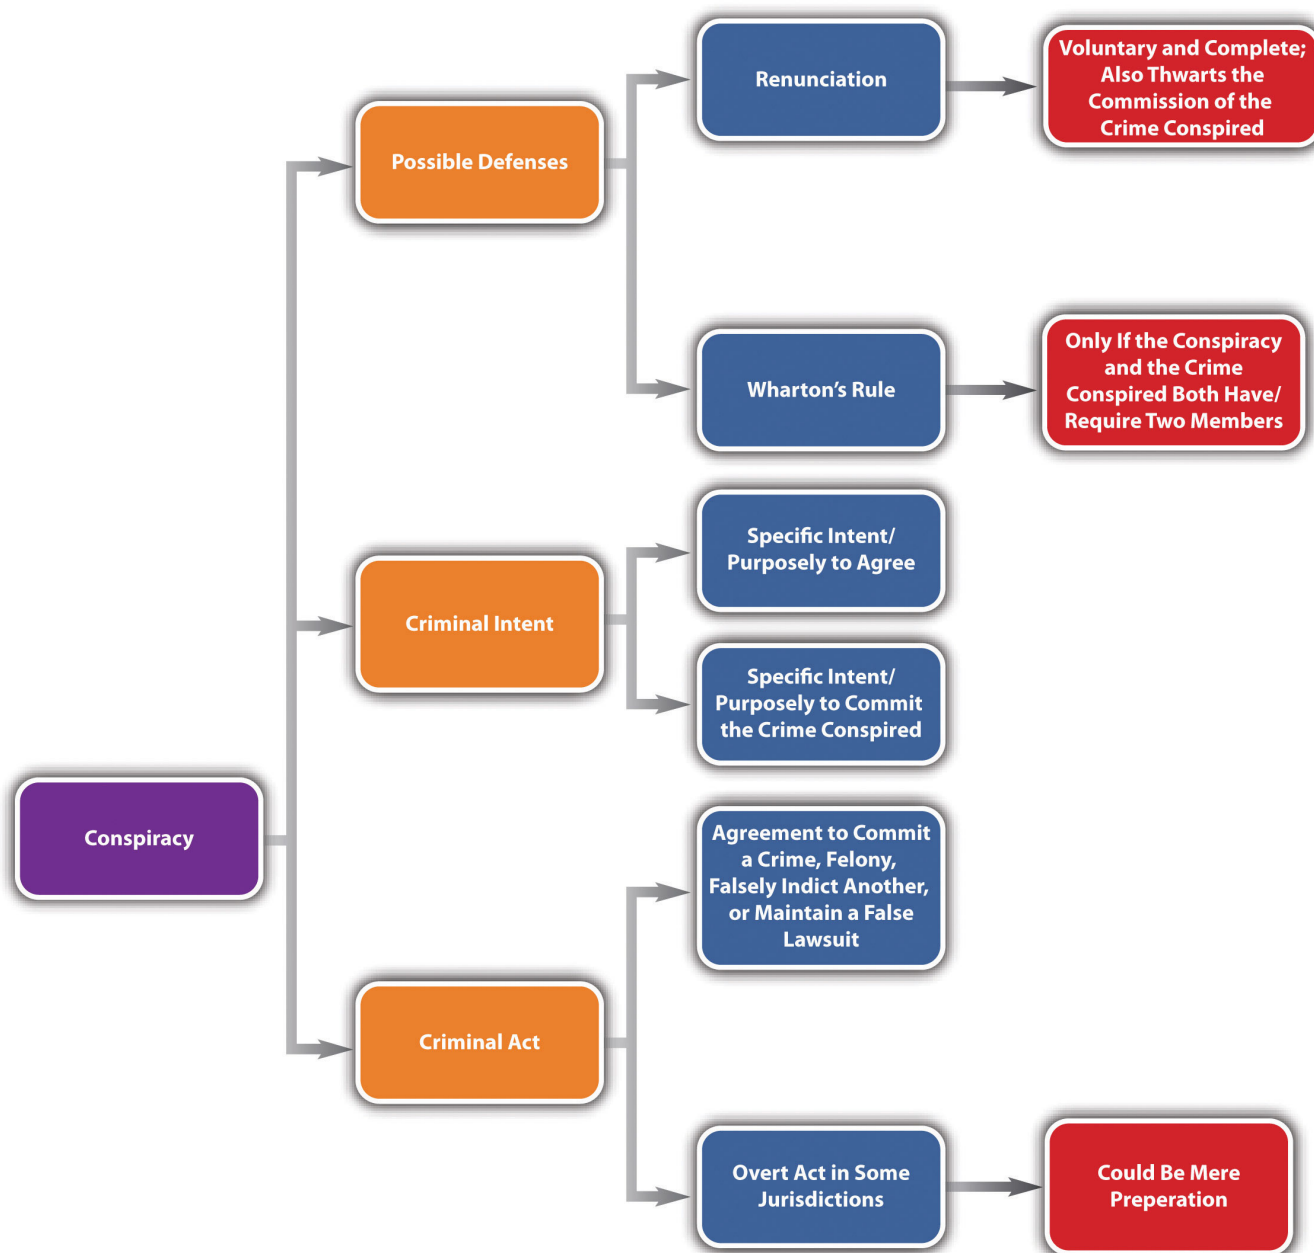 Renunciation
Voluntary and Complete;
Also Thwarts the
Commission of the
Crime Conspired
Possible Defenses
Wharton's Rule
Only If the Conspiracy
and the Crime
Conspired Both Have/
Require Two Members
Specific Intent/
Purposely to Agree
Criminal Intent
Specific Intent/
Purposely to Commit
the Crime Conspired
Conspiracy
Agreement to Commit
a Crime, Felony,
Falsely Indict Another,
or Maintain a False
Lawsuit
Criminal Act
Overt Act in Some
Jurisdictions
Could Be Mere
Preperation